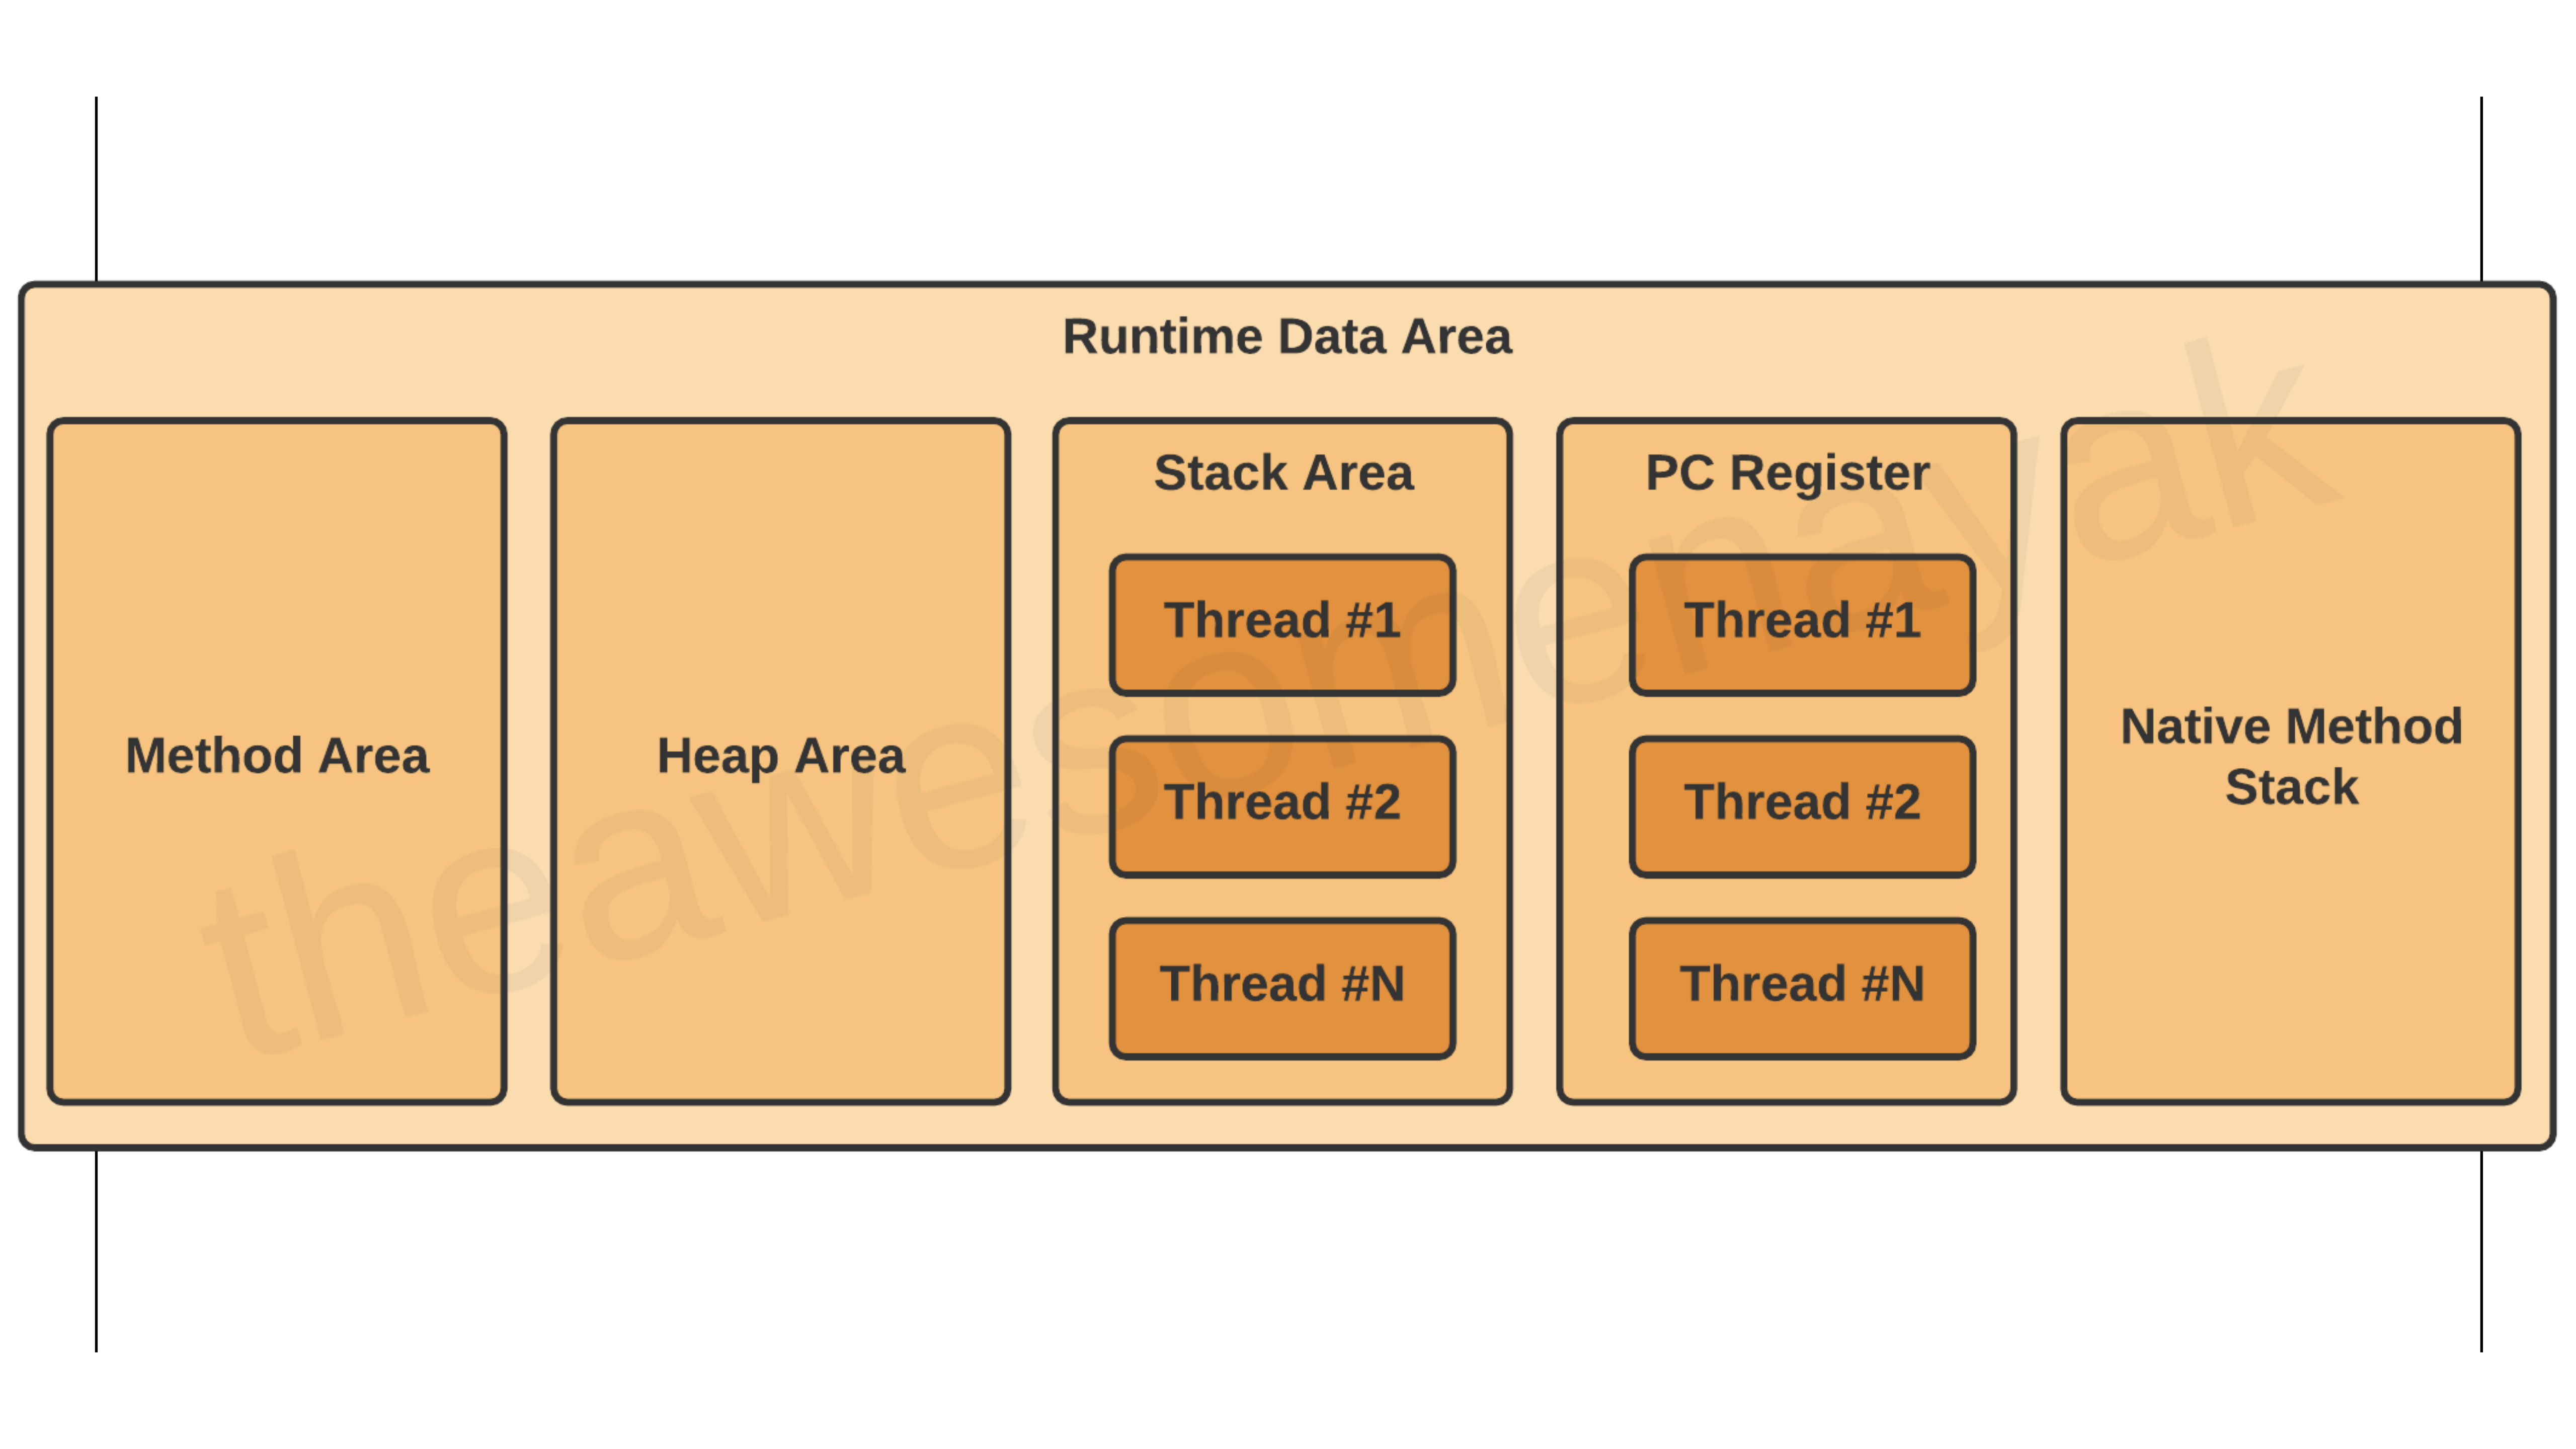 Runtime Data Area
Method Area
Heap Area
Stack Area
Thread #1
Thread #2
Thread #N
PC Register
Thread #1
Thread #2
Thread #N
Native Method
Stack
theawesomenayak